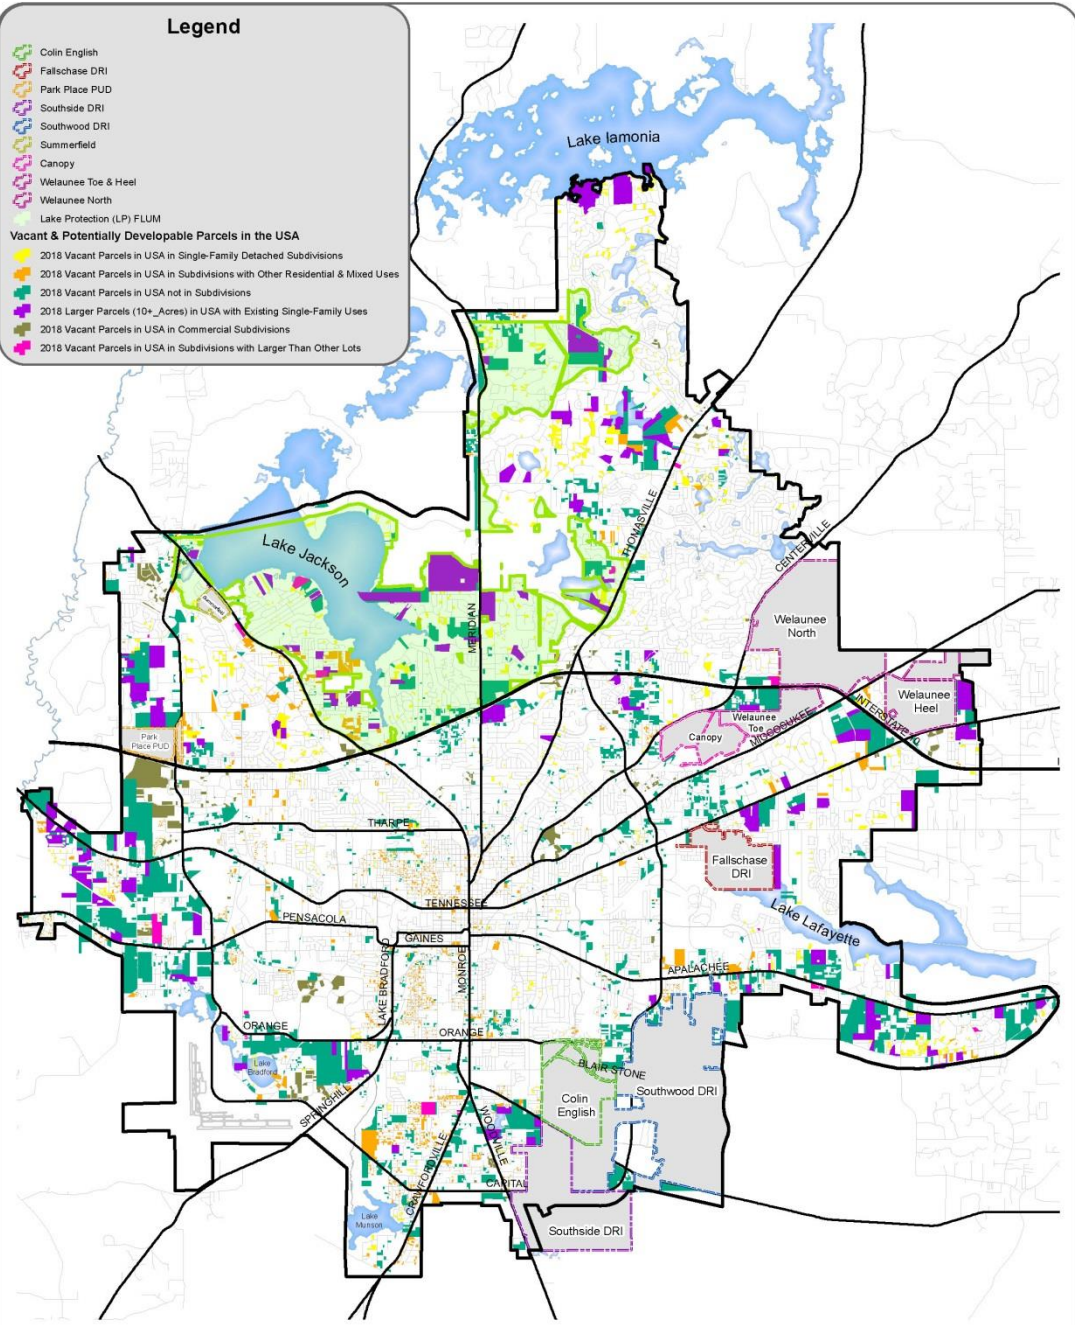 Legend
Colin English
Fallschase DRI
Park Place PUD
Southside DRI
Southwood DRI
Summerfield
Canopy
Welaunee Toe & Heel
Welaunee North
Lake Protection (LP) FLUM
Vacant & Potentially Developable Parcels in the USA
2018 Vacant Parcels in USA in Single-Family Detached Subdivisions
2018 Vacant Parcels in USA in Subdivisions with Other Residential & Mixed Uses
2018 Vacant Parcels in USA not in Subdivisions
2018 Larger Parcels (10+_Acres) in USA with Existing Single-Family Uses
2018 Vacant Parcels in USA in Commercial Subdivisions
2018 Vacant Parcels in USA in Subdivisions with Larger Than Other Lots
Lake Iamonia
THOMASVILLE
CENTERVILLE
Lake Jackson
Summerfield
MERIDIAN
Welaunee
North
Welaunee
Heel
Welaunee
Toe
INTERSTATE 10
MICCOSUKEE
Canopy
Park
Place PUD
THARPE
Fallschase
DRI
TENNESSEE
PENSACOLA
Lake Lafayette
GAINES
LAKE BRADFORD
MONROE
APALACHEE
ORANGE
ORANGE
Lake
Bradford
BLAIR STONE
Southwood DRI
Colin
English
SPRINGHILL
WOODVILLE
CRAWFORDVILLE
CAPITAL
Lake
Munson
Southside DRI